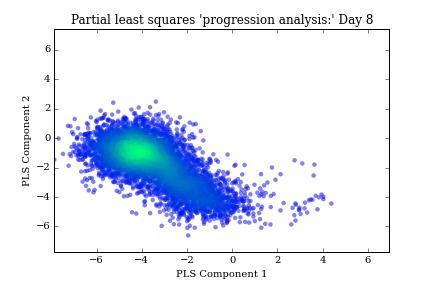 Partial least squares 'progression analysis:' Day 8
6
4
2
0
−2
−4
−6
PLS Component 2
−6 −4 −2 0 2 4 6
PLS Component 1